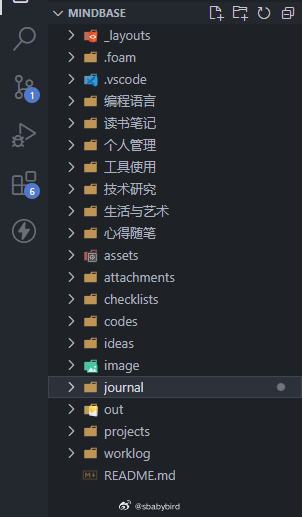 MINDBASE
_layouts
.foam
.vscode
编程语言
读书笔记
个人管理
工具使用
技术研究
生活与艺术
心得随笔
assets
attachments
checklists
codes
ideas
image
journal
out
projects
worklog
README.md
1
6
@sbabybird